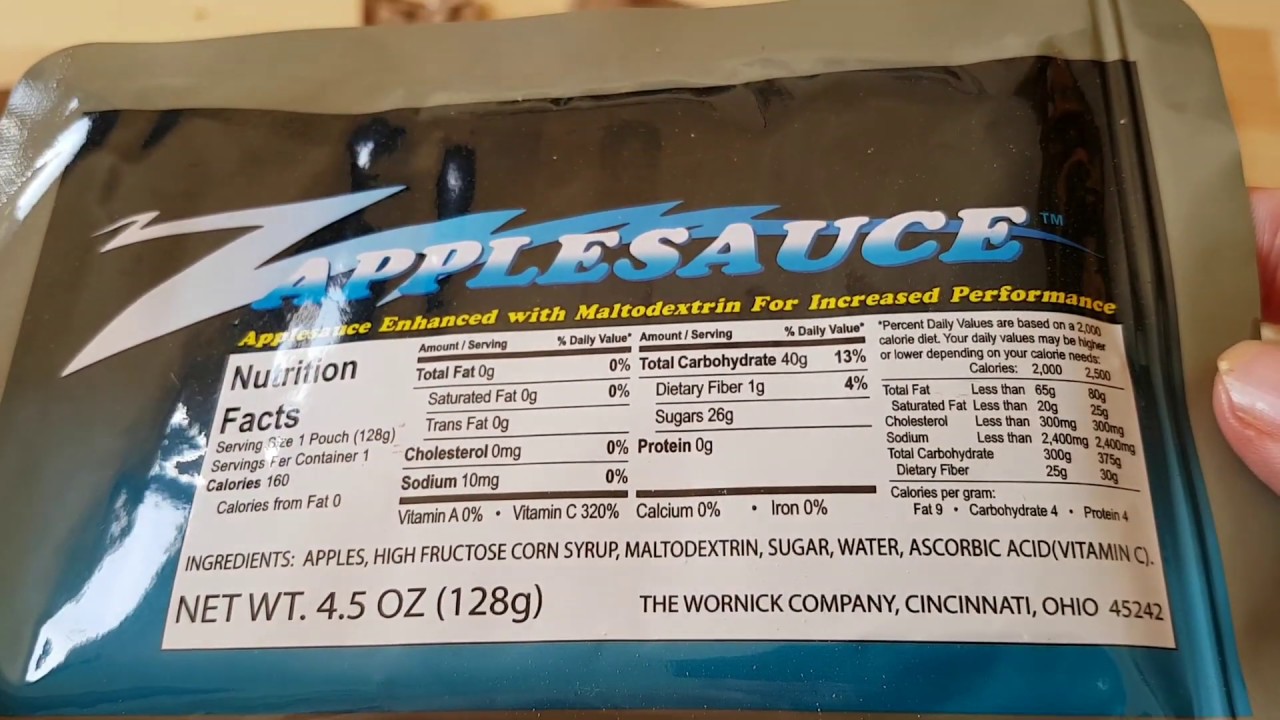 ZAPPLESAUCE™
Applesauce Enhanced with Maltodextrin For Increased Performance
Nutrition
Facts
Serving Size 1 Pouch (128g)
Servings Per Container 1
Calories 160
Calories from Fat 0
Amount / Serving % Daily Value*
Total Fat 0g 0%
Saturated Fat 0g 0%
Trans Fat 0g
Cholesterol 0mg 0%
Sodium 10mg 0%
Amount / Serving % Daily Value*
Total Carbohydrate 40g 13%
Dietary Fiber 1g 4%
Sugars 26g
Protein 0g
Vitamin A 0% • Vitamin C 320% Calcium 0% • Iron 0%
*Percent Daily Values are based on a 2,000
calorie diet. Your daily values may be higher
or lower depending on your calorie needs:
Calories: 2,000 2,500
Total Fat Less than 65g 80g
Saturated Fat Less than 20g 25g
Cholesterol Less than 300mg 300mg
Sodium Less than 2,400mg 2,400mg
Total Carbohydrate 300g 375g
Dietary Fiber 25g 30g
Calories per gram:
Fat 9 • Carbohydrate 4 • Protein 4
INGREDIENTS: APPLES, HIGH FRUCTOSE CORN SYRUP, MALTODEXTRIN, SUGAR, WATER, ASCORBIC ACID(VITAMIN C).
NET WT. 4.5 OZ (128g)
THE WORNICK COMPANY, CINCINNATI, OHIO 45242